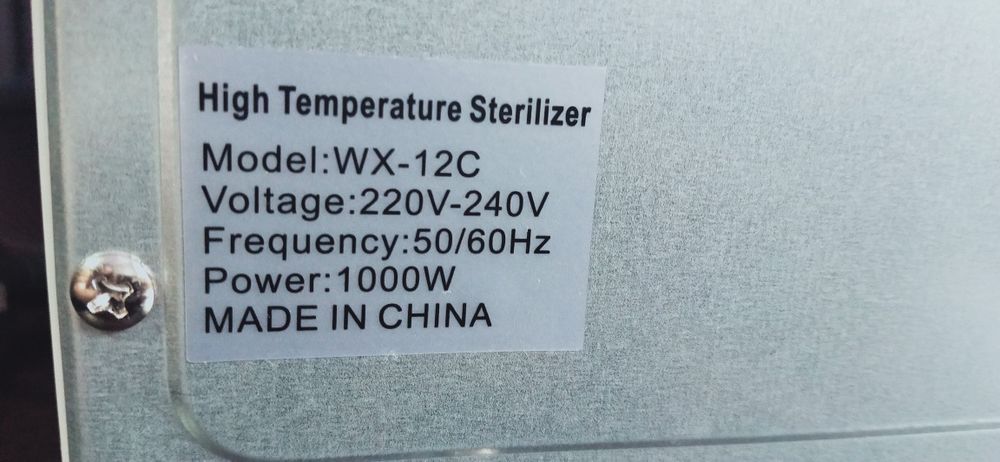 High Temperature Sterilizer
Model:WX-12C
Voltage:220V-240V
Frequency:50/60Hz
Power:1000W
MADE IN CHINA